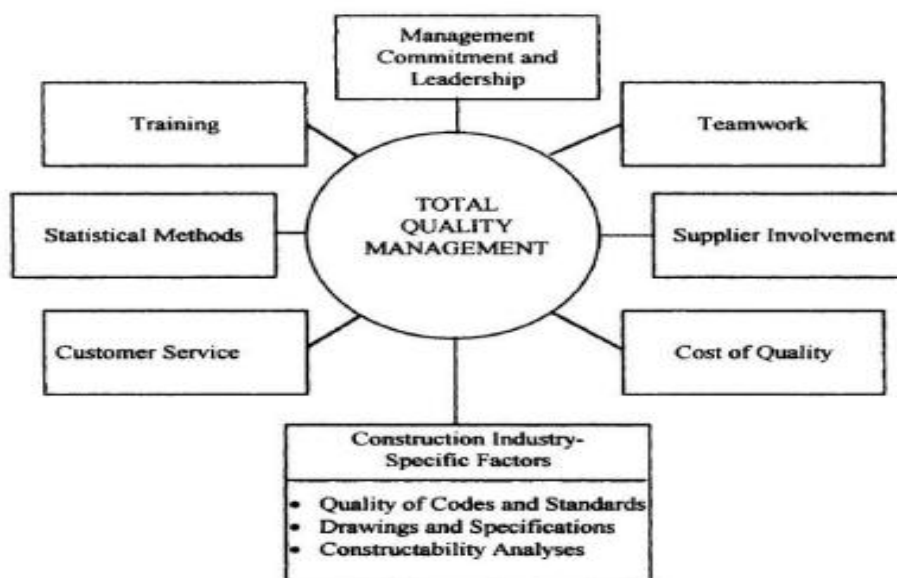 Management
Commitment and
Leadership
Training
Teamwork
TOTAL
QUALITY
MANAGEMENT
Statistical Methods
Supplier Involvement
Customer Service
Cost of Quality
Construction Industry-
Specific Factors
• Quality of Codes and Standards
• Drawings and Specifications
• Constructability Analyses